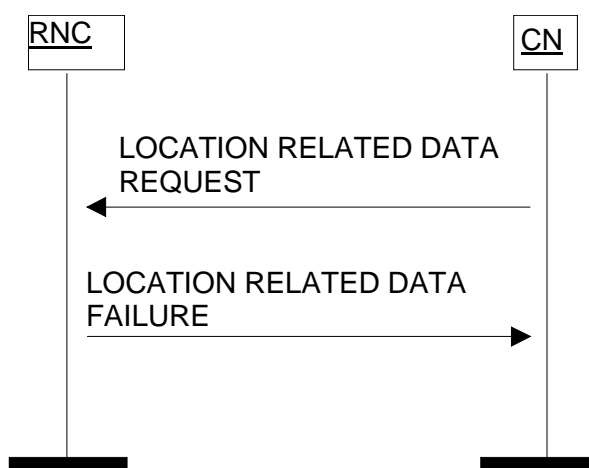 RNC
CN
LOCATION RELATED DATA
REQUEST
LOCATION RELATED DATA
FAILURE